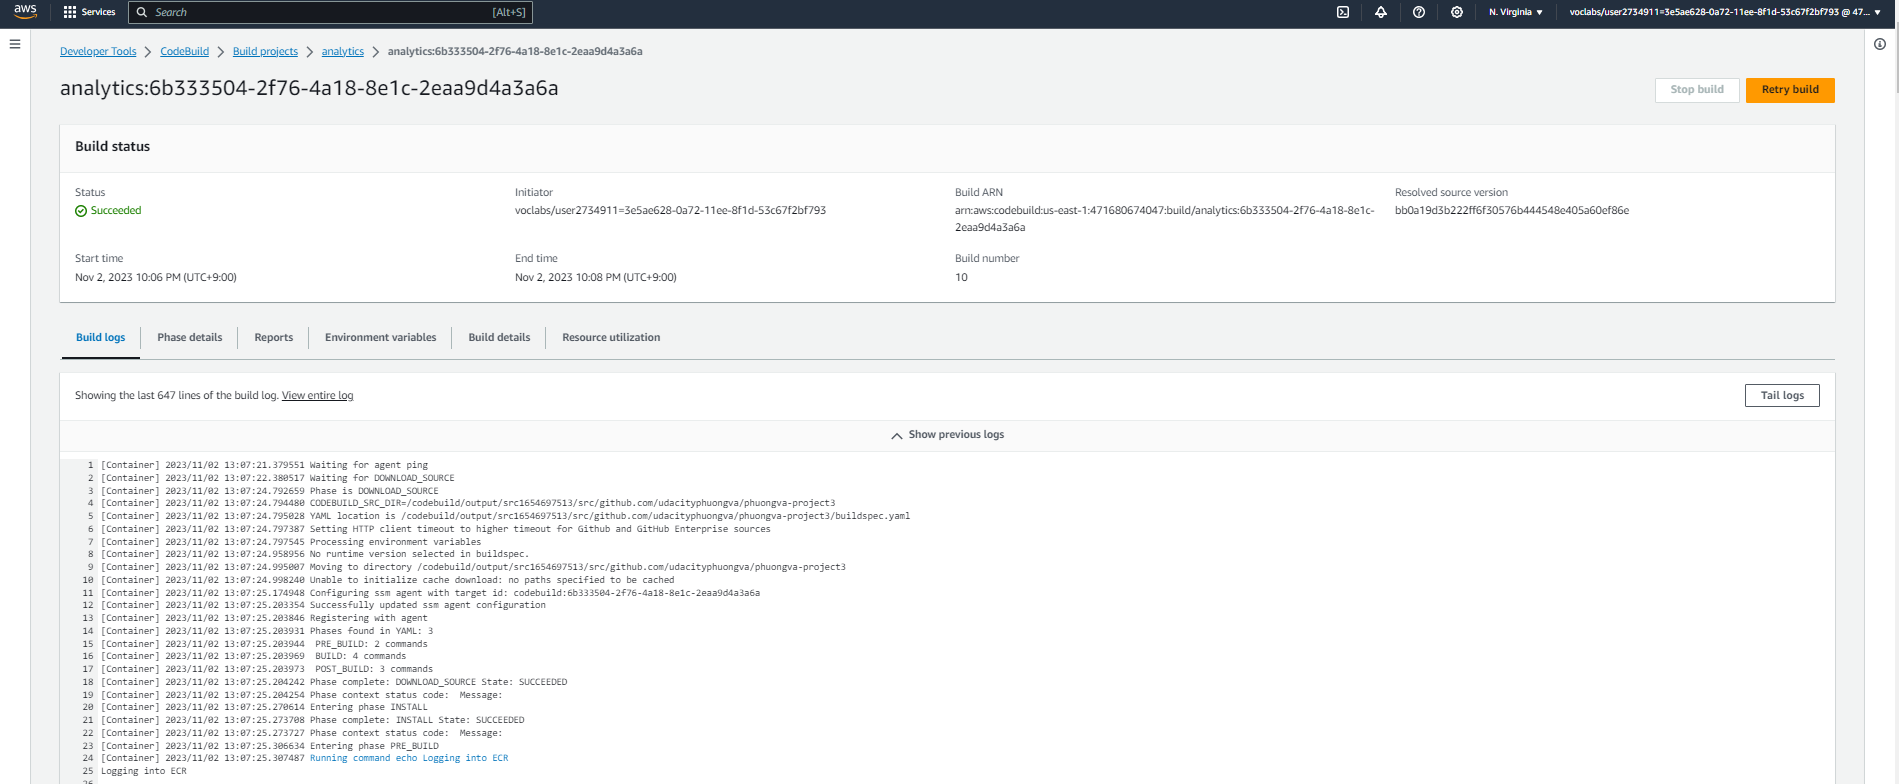 aws Services Search [Alt+S] N. Virginia voclabs/user2734911=3e5ae628-0a72-11ee-8f1d-53c67f2bf793 @ 47...
Developer Tools CodeBuild Build projects analytics analytics:6b333504-2f76-4a18-8e1c-2eaa9d4a3a6a
analytics:6b333504-2f76-4a18-8e1c-2eaa9d4a3a6a Stop build Retry build
Build status
Status Initiator Build ARN Resolved source version
Succeeded voclabs/user2734911=3e5ae628-0a72-11ee-8f1d-53c67f2bf793 arn:aws:codebuild:us-east-1:471680674047:build/analytics:6b333504-2f76-4a18-8e1c- bb0a19d3b222ff6f30576b444548e405a60ef86e
2eaa9d4a3a6a
Start time End time Build number
Nov 2, 2023 10:06 PM (UTC+9:00) Nov 2, 2023 10:08 PM (UTC+9:00) 10
Build logs Phase details Reports Environment variables Build details Resource utilization
Showing the last 647 lines of the build log. View entire log Tail logs
Show previous logs
1 [Container] 2023/11/02 13:07:21.379551 Waiting for agent ping
2 [Container] 2023/11/02 13:07:22.380517 Waiting for DOWNLOAD_SOURCE
3 [Container] 2023/11/02 13:07:24.792659 Phase is DOWNLOAD_SOURCE
4 [Container] 2023/11/02 13:07:24.794480 CODEBUILD_SRC_DIR=/codebuild/output/src1654697513/src/github.com/udacityphuongva/phuongva-project3
5 [Container] 2023/11/02 13:07:24.795028 YAML location is /codebuild/output/src1654697513/src/github.com/udacityphuongva/phuongva-project3/buildspec.yaml
6 [Container] 2023/11/02 13:07:24.797387 Setting HTTP client timeout to higher timeout for Github and GitHub Enterprise sources
7 [Container] 2023/11/02 13:07:24.797545 Processing environment variables
8 [Container] 2023/11/02 13:07:24.958956 No runtime version selected in buildspec.
9 [Container] 2023/11/02 13:07:24.995007 Moving to directory /codebuild/output/src1654697513/src/github.com/udacityphuongva/phuongva-project3
10 [Container] 2023/11/02 13:07:24.998240 Unable to initialize cache download: no paths specified to be cached
11 [Container] 2023/11/02 13:07:25.174948 Configuring ssm agent with target id: codebuild:6b333504-2f76-4a18-8e1c-2eaa9d4a3a6a
12 [Container] 2023/11/02 13:07:25.203354 Successfully updated ssm agent configuration
13 [Container] 2023/11/02 13:07:25.203846 Registering with agent
14 [Container] 2023/11/02 13:07:25.203931 Phases found in YAML: 3
15 [Container] 2023/11/02 13:07:25.203944 PRE_BUILD: 2 commands
16 [Container] 2023/11/02 13:07:25.203969 BUILD: 4 commands
17 [Container] 2023/11/02 13:07:25.203973 POST_BUILD: 3 commands
18 [Container] 2023/11/02 13:07:25.204242 Phase complete: DOWNLOAD_SOURCE State: SUCCEEDED
19 [Container] 2023/11/02 13:07:25.204254 Phase context status code: Message:
20 [Container] 2023/11/02 13:07:25.270614 Entering phase INSTALL
21 [Container] 2023/11/02 13:07:25.273708 Phase complete: INSTALL State: SUCCEEDED
22 [Container] 2023/11/02 13:07:25.273727 Phase context status code: Message:
23 [Container] 2023/11/02 13:07:25.306634 Entering phase PRE_BUILD
24 [Container] 2023/11/02 13:07:25.307487 Running command echo Logging into ECR
25 Logging into ECR
26